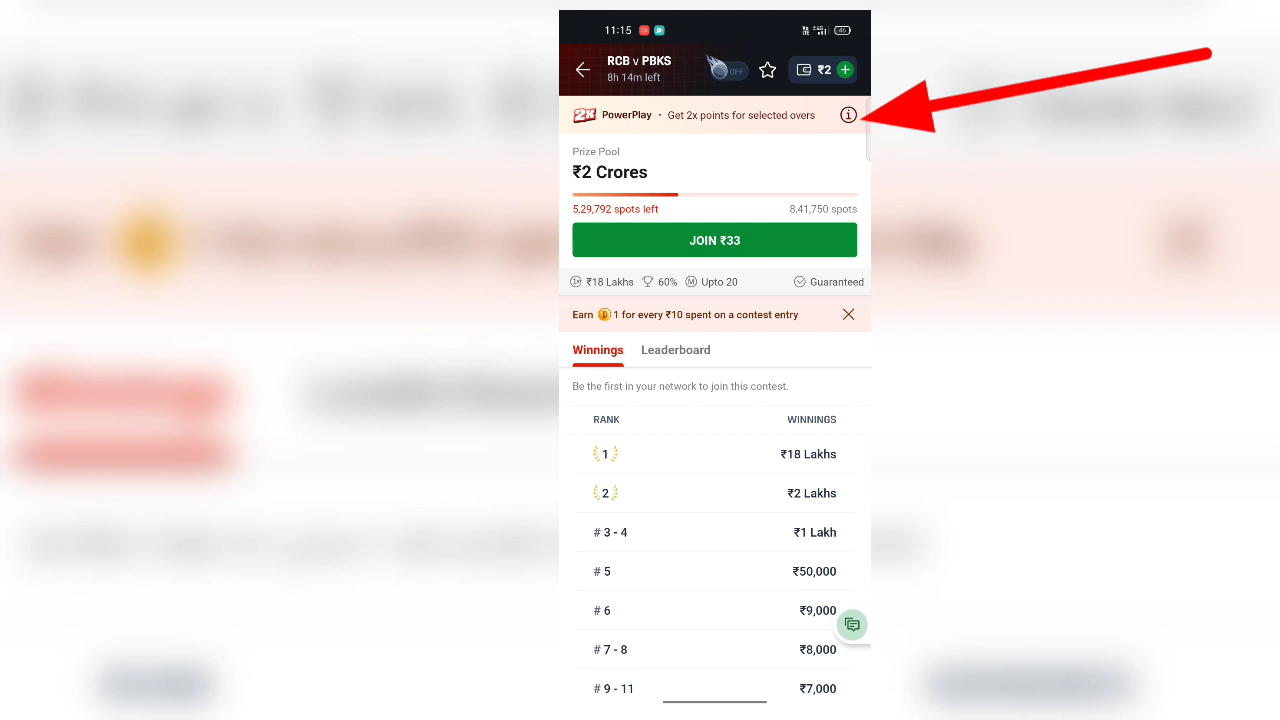 11:15
RCB v PBKS
8h 14m left
OFF
₹2
2X PowerPlay • Get 2x points for selected overs
Prize Pool
₹2 Crores
5,29,792 spots left 8,41,750 spots
JOIN ₹33
₹18 Lakhs 60% M Upto 20 Guaranteed
Earn 1 for every ₹10 spent on a contest entry
Winnings Leaderboard
Be the first in your network to join this contest.
RANK WINNINGS
1 ₹18 Lakhs
2 ₹2 Lakhs
# 3 - 4 ₹1 Lakh
# 5 ₹50,000
# 6 ₹9,000
# 7 - 8 ₹8,000
# 9 - 11 ₹7,000